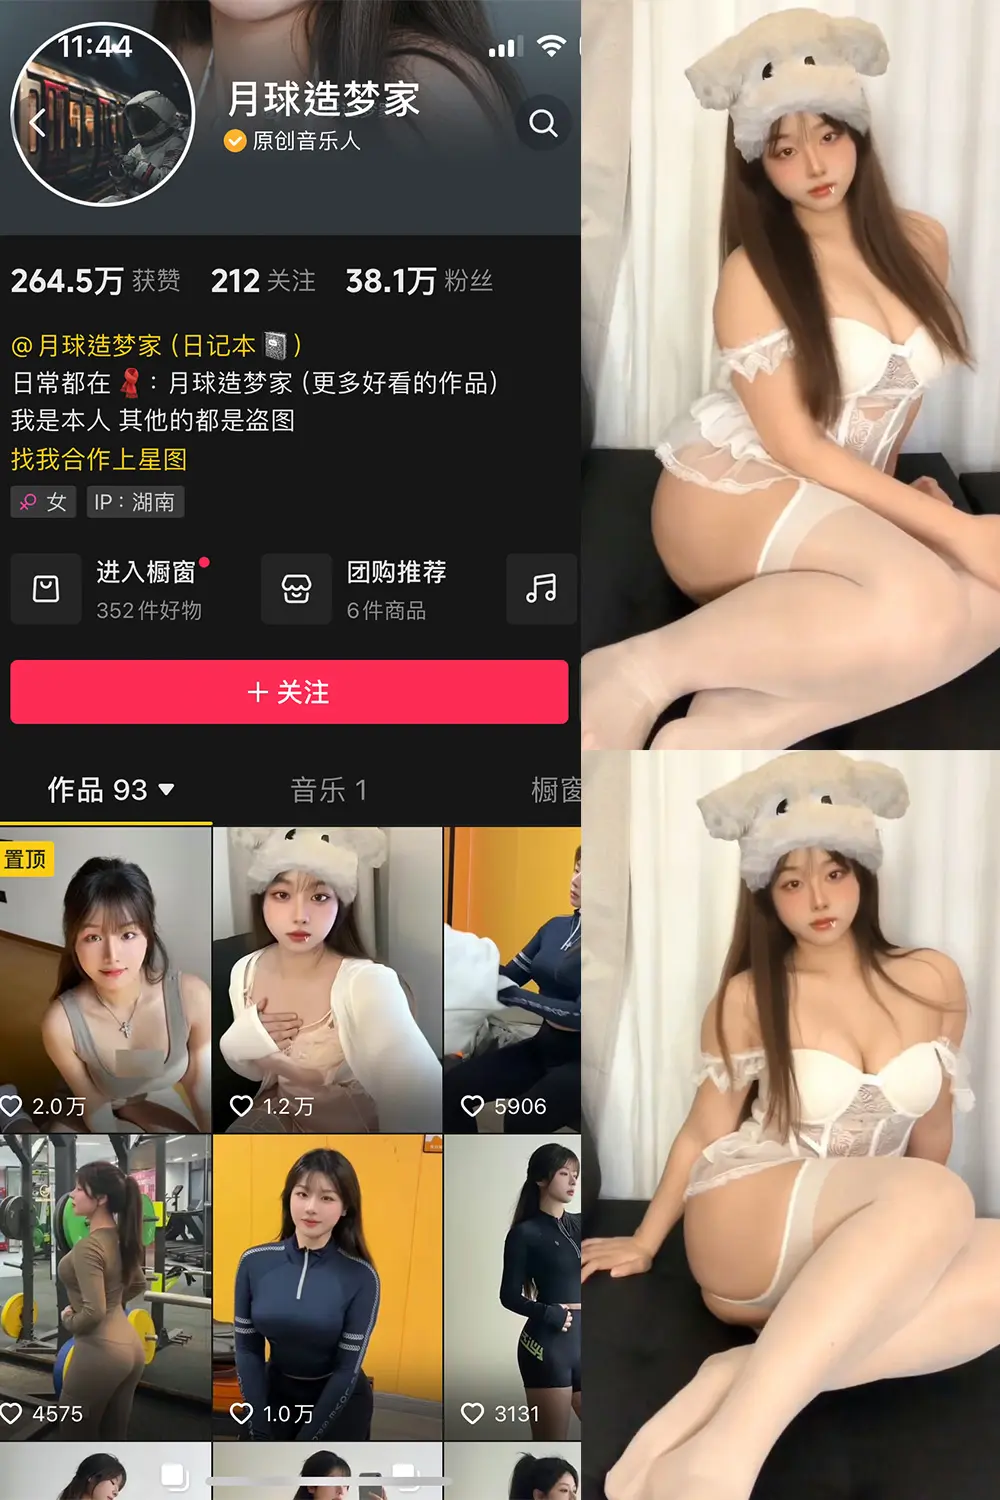 11:44
月球造梦家
原创音乐人
264.5万 获赞 212 关注 38.1万 粉丝
@月球造梦家 (日记本📓)
日常都在🧣：月球造梦家 (更多好看的作品)
我是本人 其他的都是盗图
找我合作上星图
女 IP：湖南
进入橱窗
352件好物
团购推荐
6件商品
+ 关注
作品 93 音乐 1 橱窗
置顶
2.0万 1.2万 5906
4575 1.0万 3131